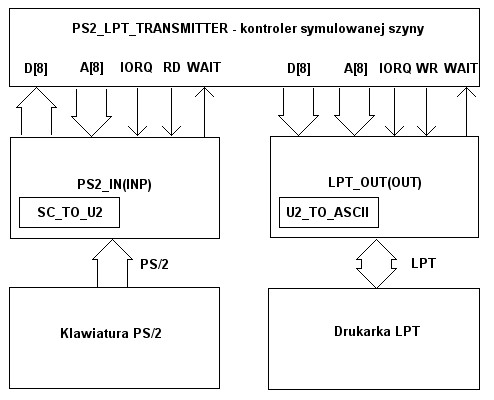 PS2_LPT_TRANSMITTER - kontroler symulowanej szyny
D[8] A[8] IORQ RD WAIT D[8] A[8] IORQ WR WAIT
PS2_IN(INP)
SC_TO_U2
LPT_OUT(OUT)
U2_TO_ASCII
PS/2
LPT
Klawiatura PS/2
Drukarka LPT